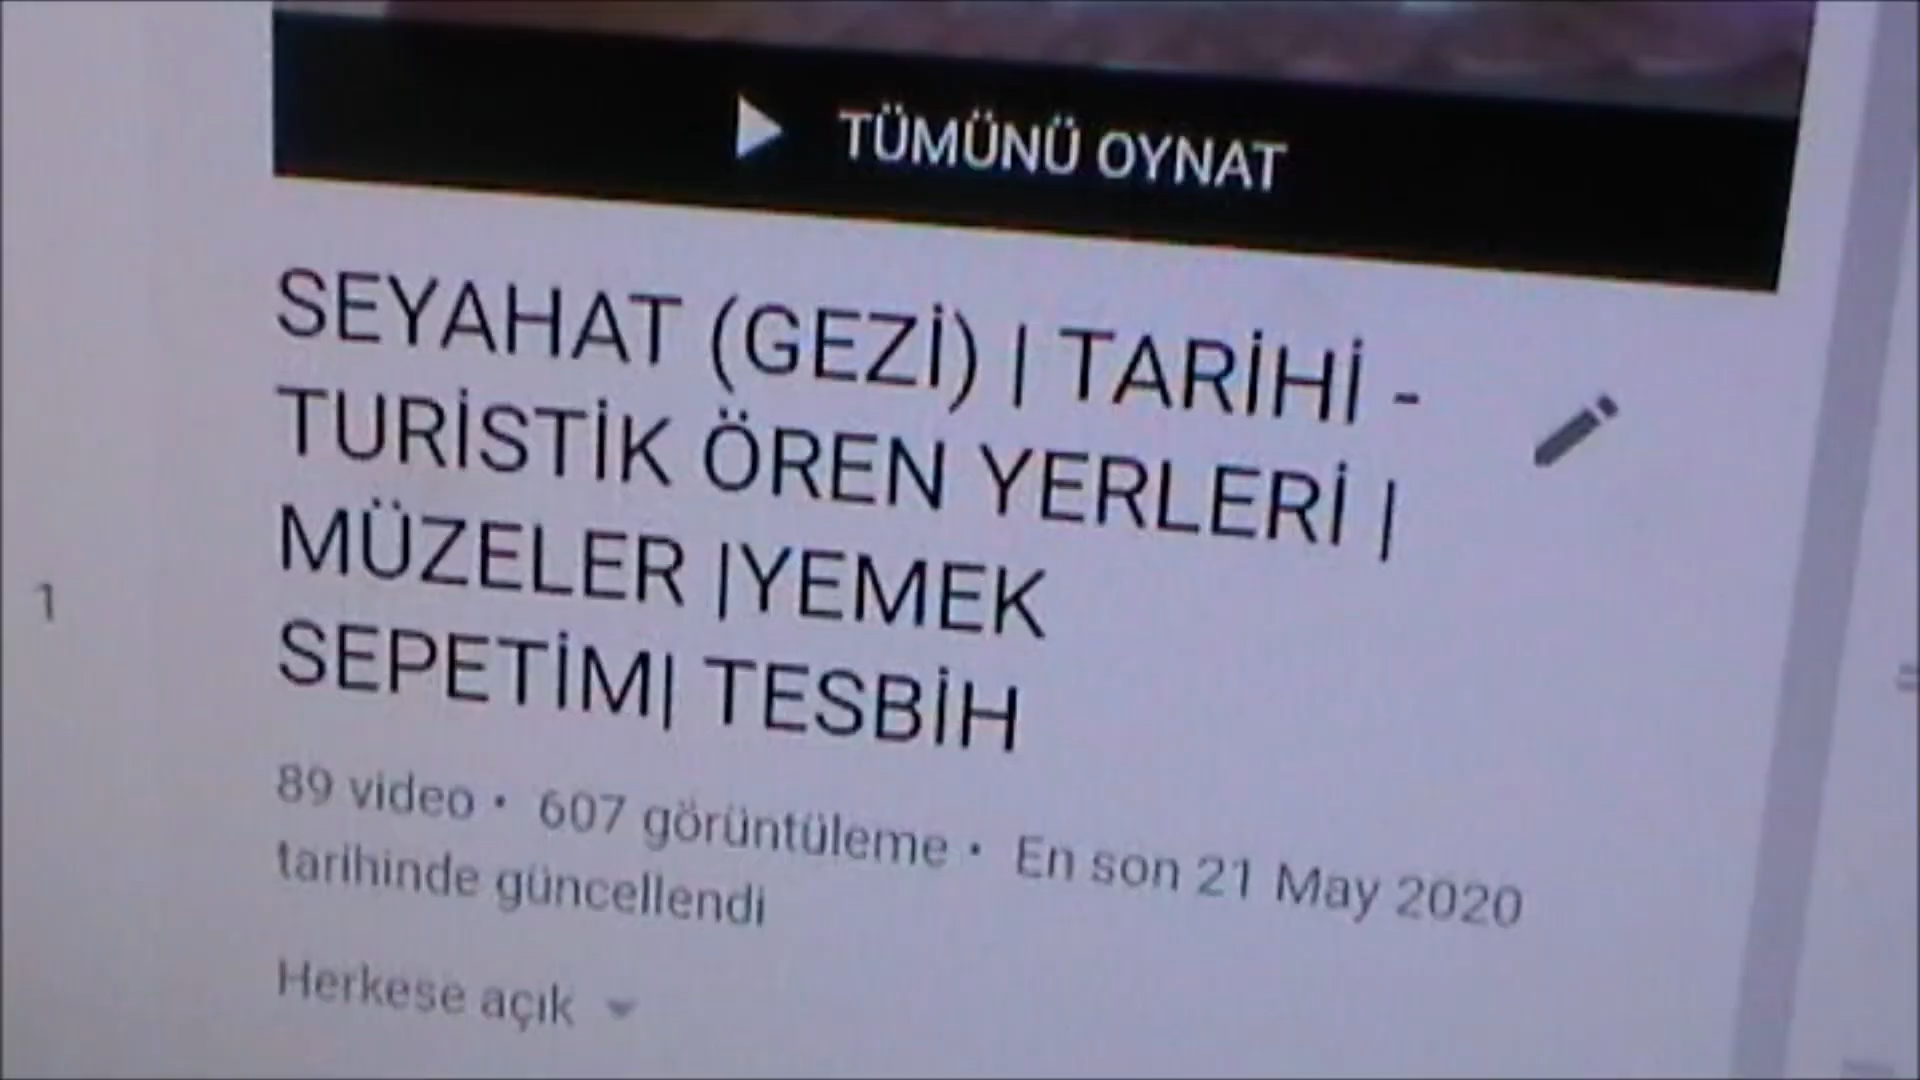 TÜMÜNÜ OYNAT
SEYAHAT (GEZİ) | TARİHİ -
TURİSTİK ÖREN YERLERİ |
MÜZELER |YEMEK
SEPETİM| TESBİH
1
89 video • 607 görüntüleme • En son 21 May 2020
tarihinde güncellendi
Herkese açık